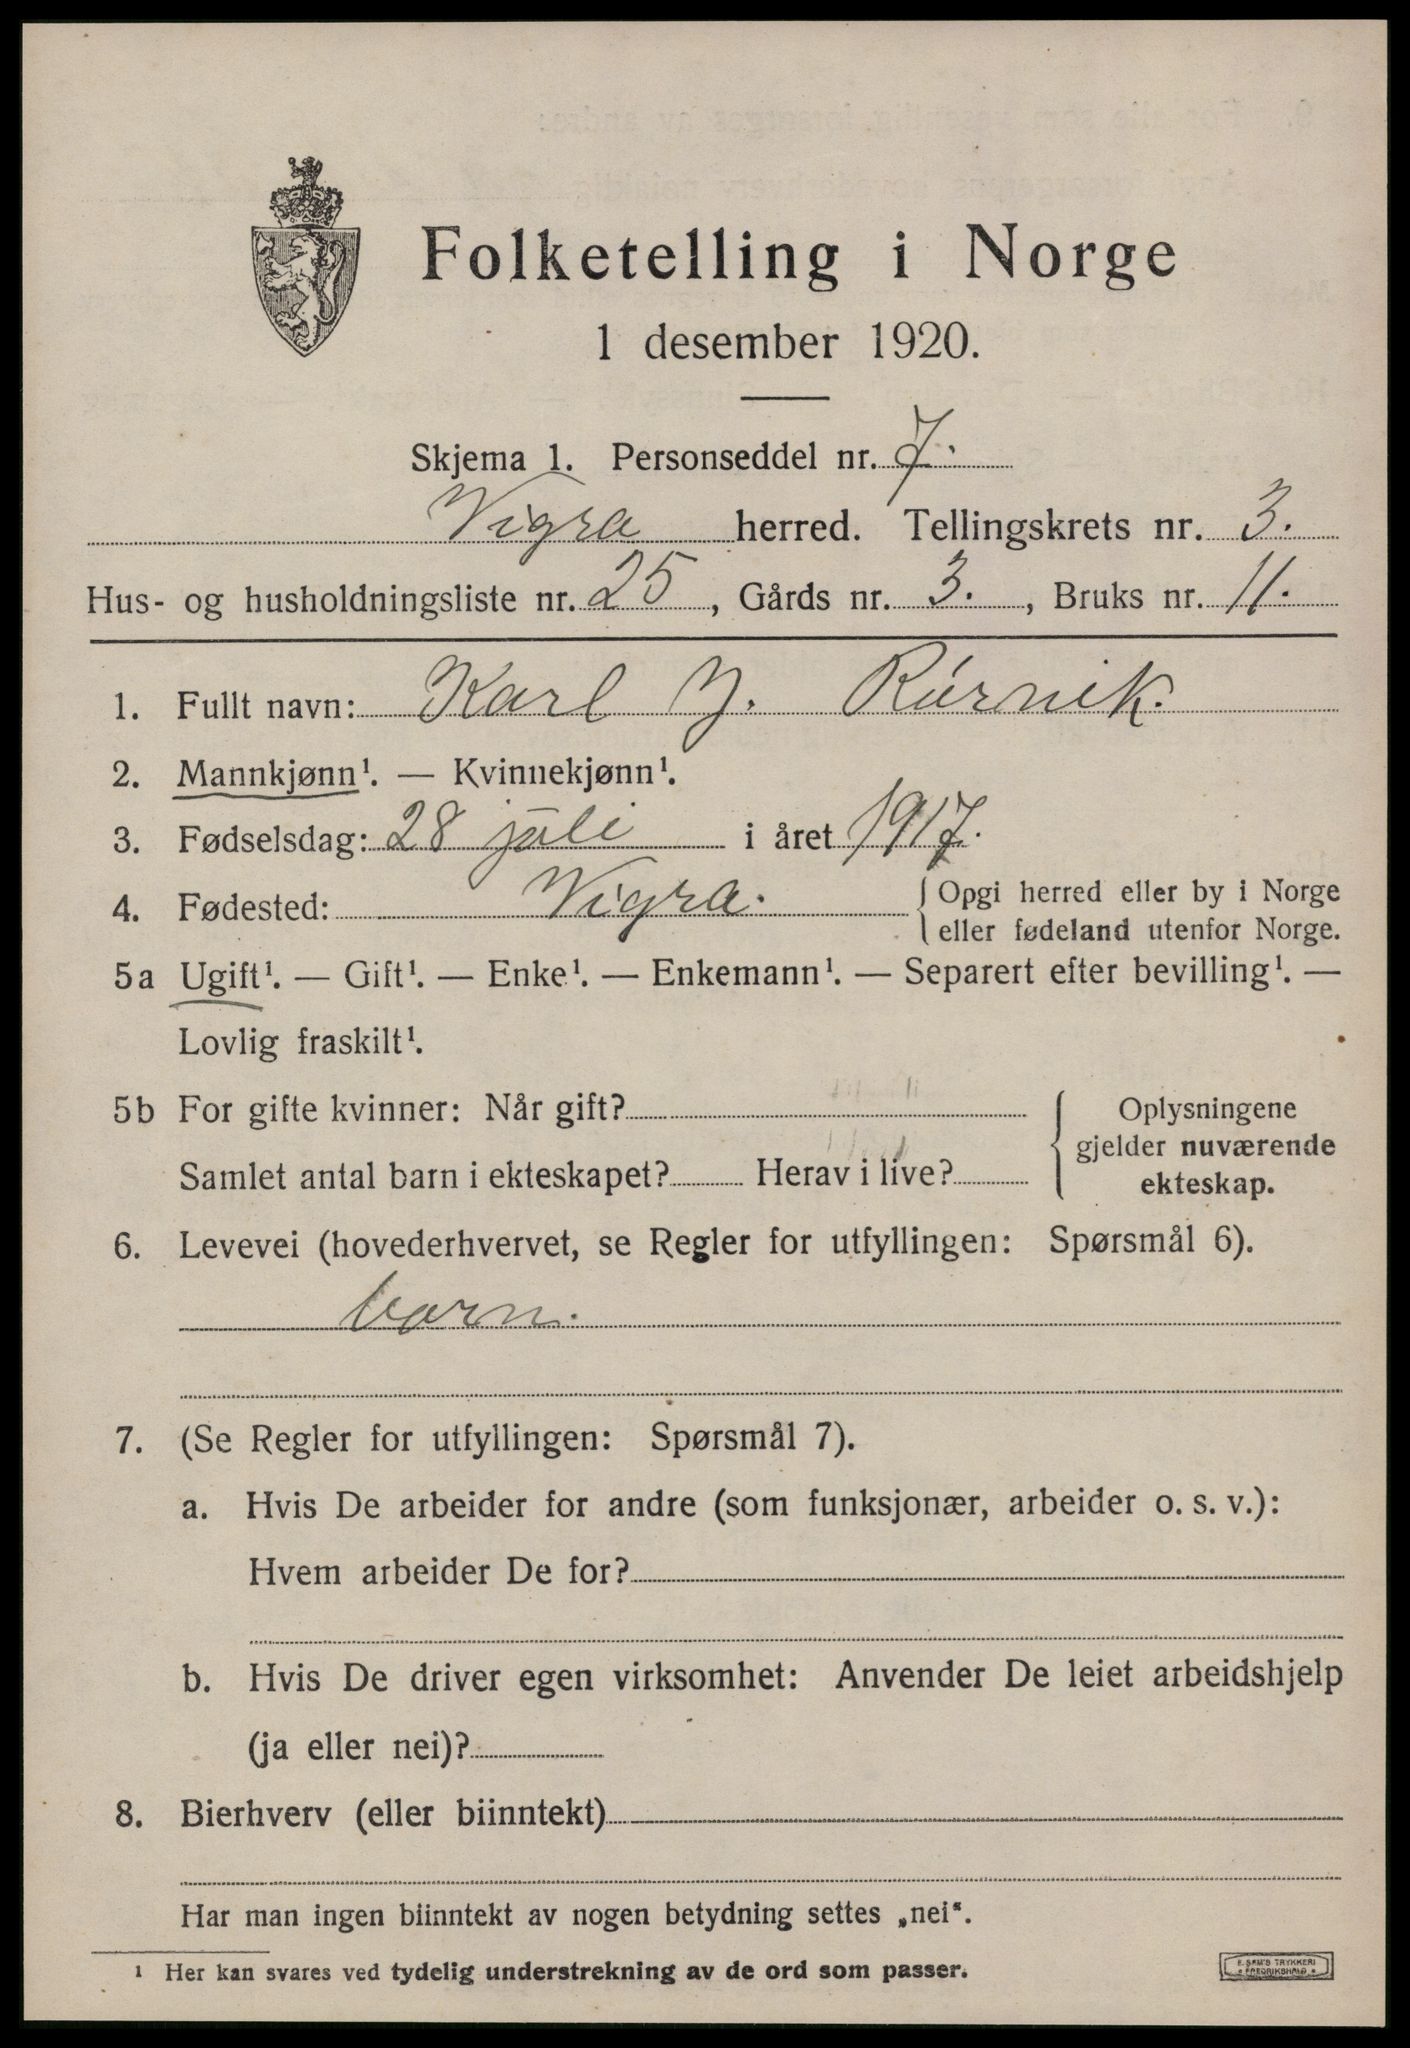 Folketelling i Norge
1 desember 1920.
Skjema 1. Personseddel nr. 7.
Vigra herred. Tellingskrets nr. 3.
Hus- og husholdningsliste nr. 25, Gårds nr. 3., Bruks nr. 11.
1. Fullt navn: Karl J. Rørvik.
2. Mannkjønn¹. — Kvinnekjønn¹.
3. Fødselsdag: 28 juli i året 1917.
4. Fødested: Vigra. { Opgi herred eller by i Norge
eller fødeland utenfor Norge.
5a Ugift¹. — Gift¹. — Enke¹. — Enkemann¹. — Separert efter bevilling¹. —
Lovlig fraskilt¹.
5b For gifte kvinner: Når gift? { Oplysningene
gjelder nuværende
Samlet antal barn i ekteskapet? Herav i live? ekteskap.
6. Levevei (hovederhvervet, se Regler for utfyllingen: Spørsmål 6).
barn.
7. (Se Regler for utfyllingen: Spørsmål 7).
a. Hvis De arbeider for andre (som funksjonær, arbeider o. s. v.):
Hvem arbeider De for?
b. Hvis De driver egen virksomhet: Anvender De leiet arbeidshjelp
(ja eller nei)?
8. Bierhverv (eller biinntekt)
Har man ingen biinntekt av nogen betydning settes „nei“.
¹ Her kan svares ved tydelig understrekning av de ord som passer.
E. SEM'S TRYKKERI
FREDRIKSHALD